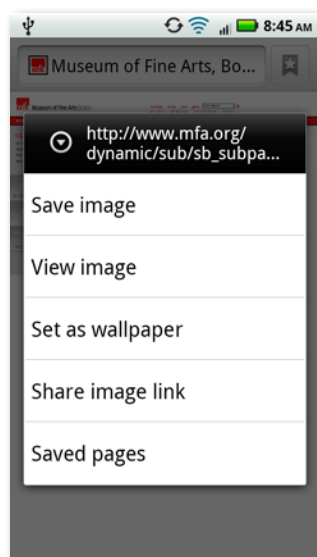 8:45 AM
Museum of Fine Arts, Bo...
http://www.mfa.org/
dynamic/sub/sb_subpa...
Save image
View image
Set as wallpaper
Share image link
Saved pages